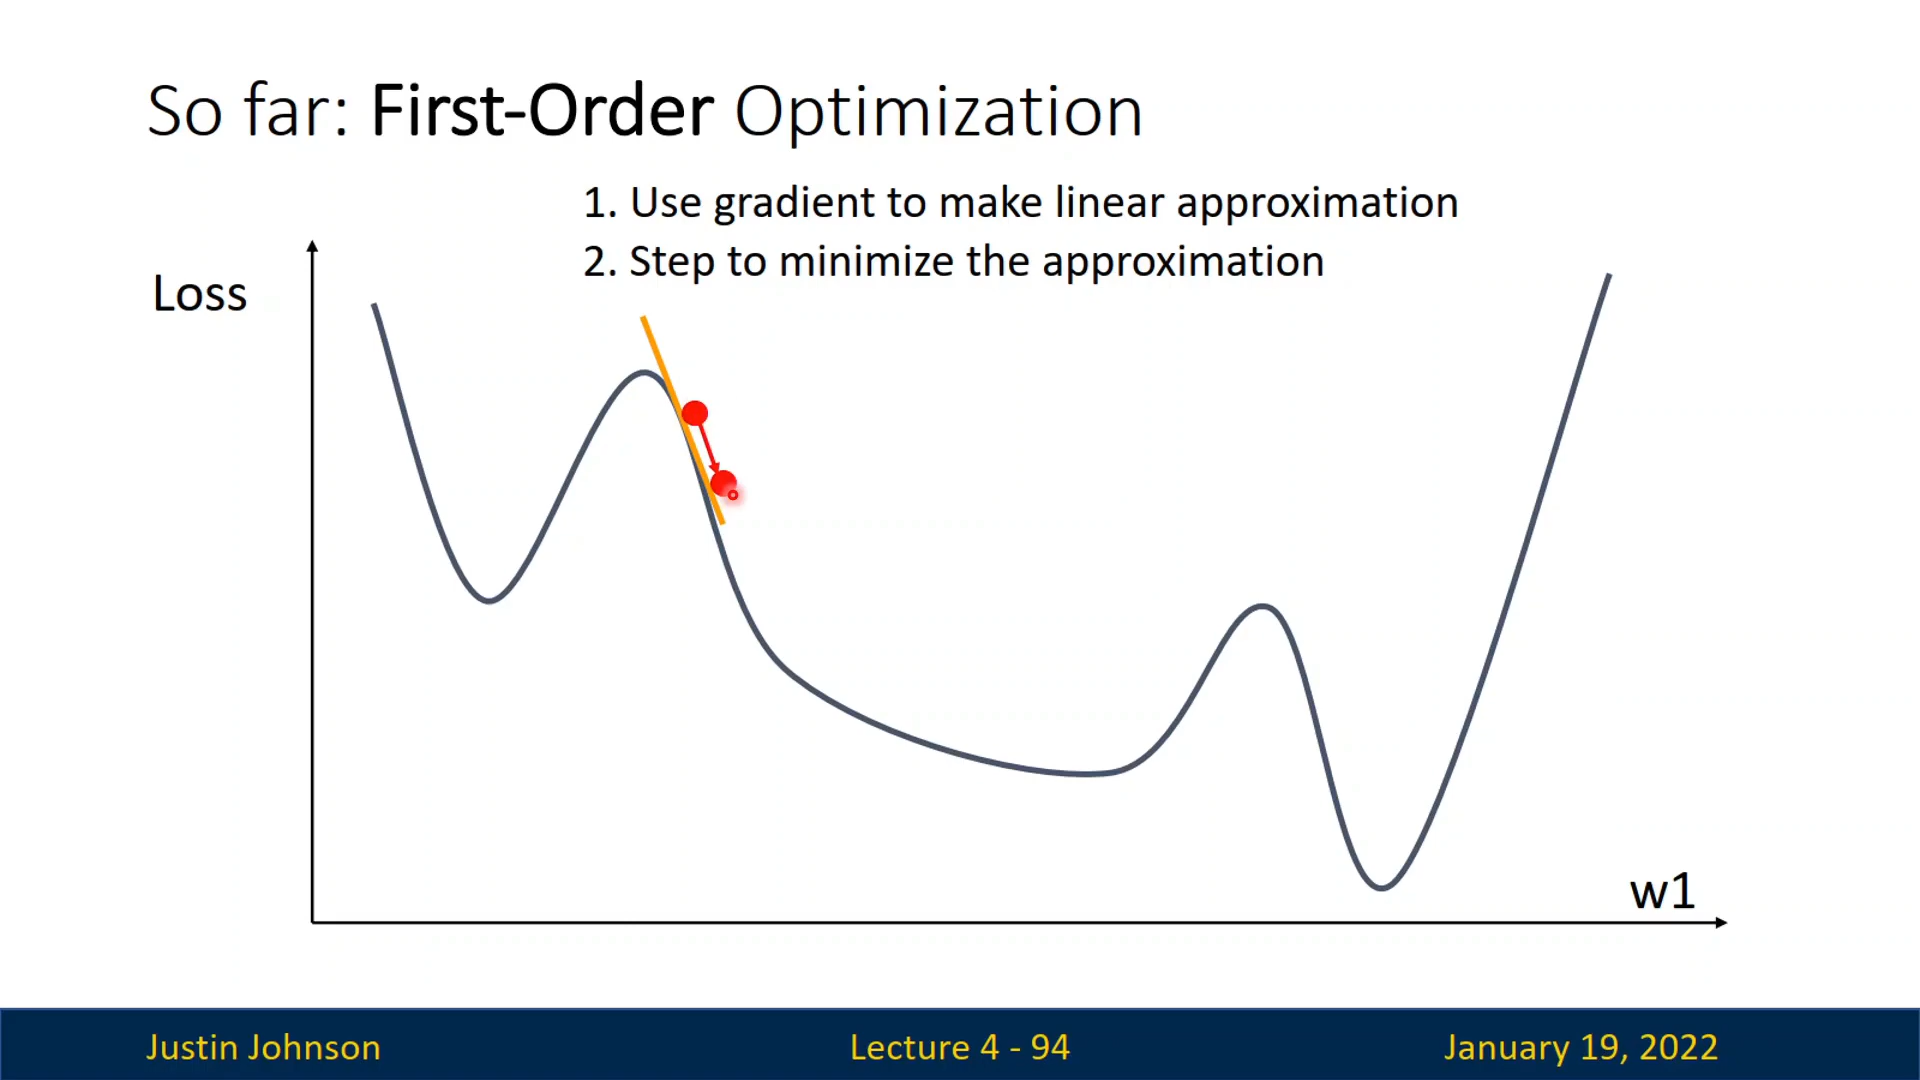 So far: First-Order Optimization
1. Use gradient to make linear approximation
2. Step to minimize the approximation
Loss
w1
Justin Johnson
Lecture 4 - 94
January 19, 2022